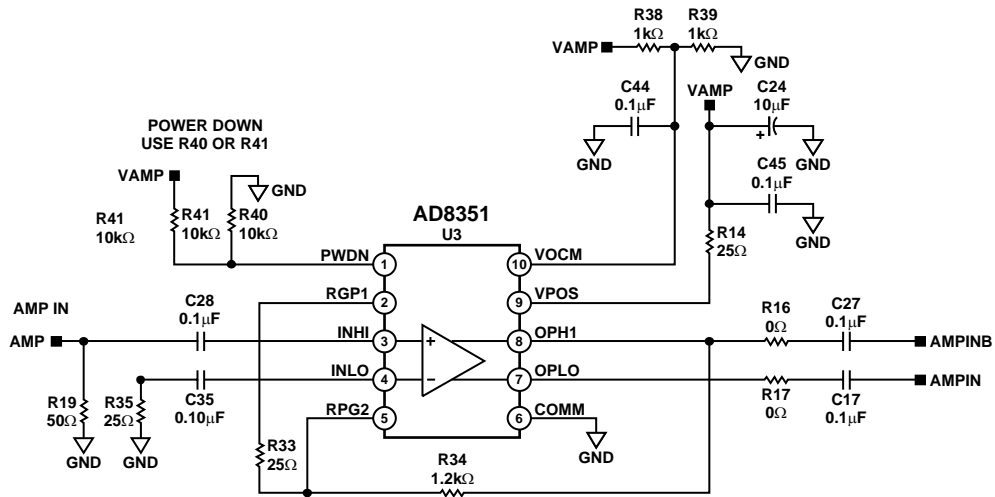 R38
1kΩ
R39
1kΩ
VAMP
GND
C44
0.1μF
GND
VAMP
C24
10μF
+
GND
C45
0.1μF
GND
R14
25Ω
POWER DOWN
USE R40 OR R41
VAMP
GND
R41
10kΩ
R41
10kΩ
R40
10kΩ
AD8351
U3
PWDN
1
10
VOCM
RGP1
2
9
VPOS
AMP IN
AMP
C28
0.1μF
INHI
3
+
8
OPH1
R16
0Ω
C27
0.1μF
AMPINB
INLO
4
–
7
OPLO
AMPIN
C35
0.10μF
R17
0Ω
C17
0.1μF
R19
50Ω
GND
R35
25Ω
GND
RPG2
5
6
COMM
GND
R33
25Ω
R34
1.2kΩ